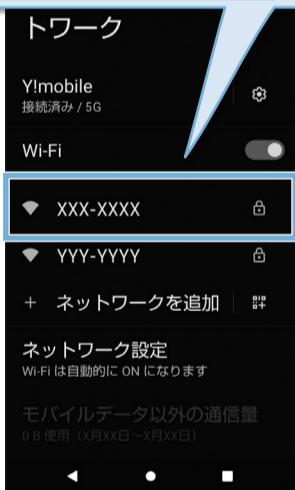 トワーク
Y!mobile
接続済み / 5G
Wi-Fi
XXX-XXXX
YYY-YYYY
+ ネットワークを追加
ネットワーク設定
Wi-Fi は自動的に ON になります
モバイルデータ以外の通信量
0 B 使用（X月XX日～X月XX日）